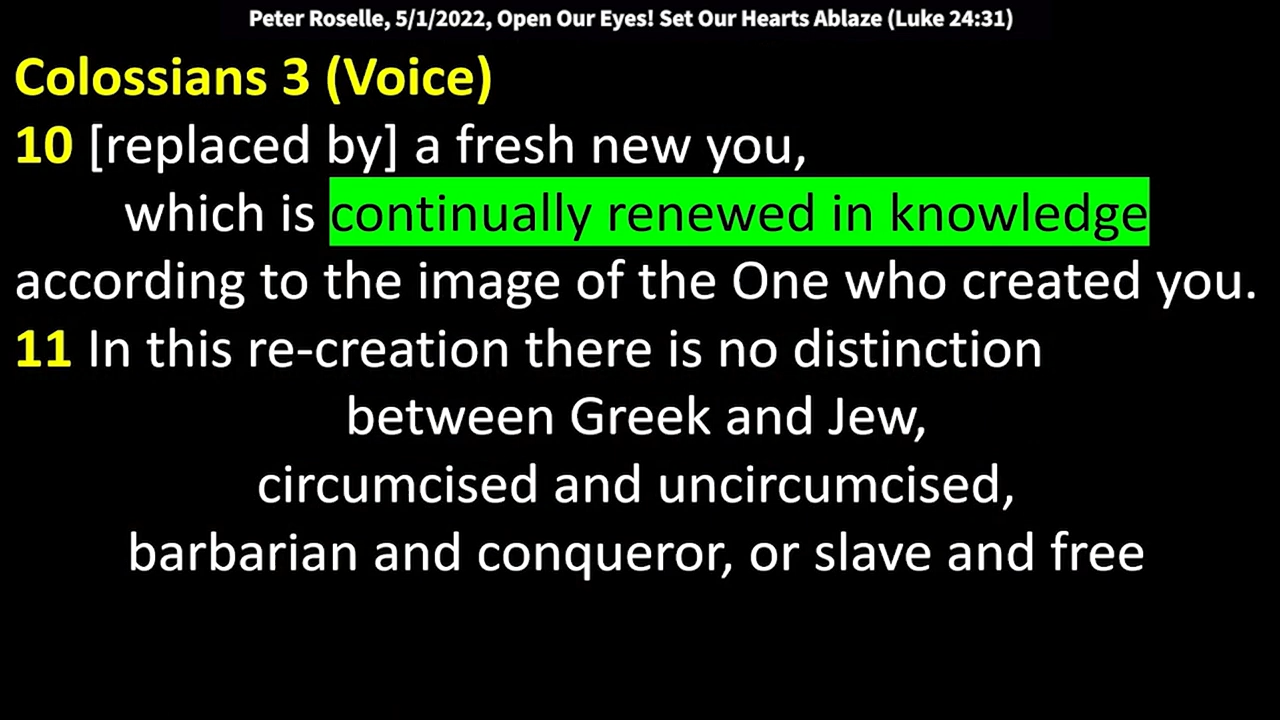 Peter Roselle, 5/1/2022, Open Our Eyes! Set Our Hearts Ablaze (Luke 24:31)
Colossians 3 (Voice)
10 [replaced by] a fresh new you,
which is continually renewed in knowledge
according to the image of the One who created you.
11 In this re-creation there is no distinction
between Greek and Jew,
circumcised and uncircumcised,
barbarian and conqueror, or slave and free